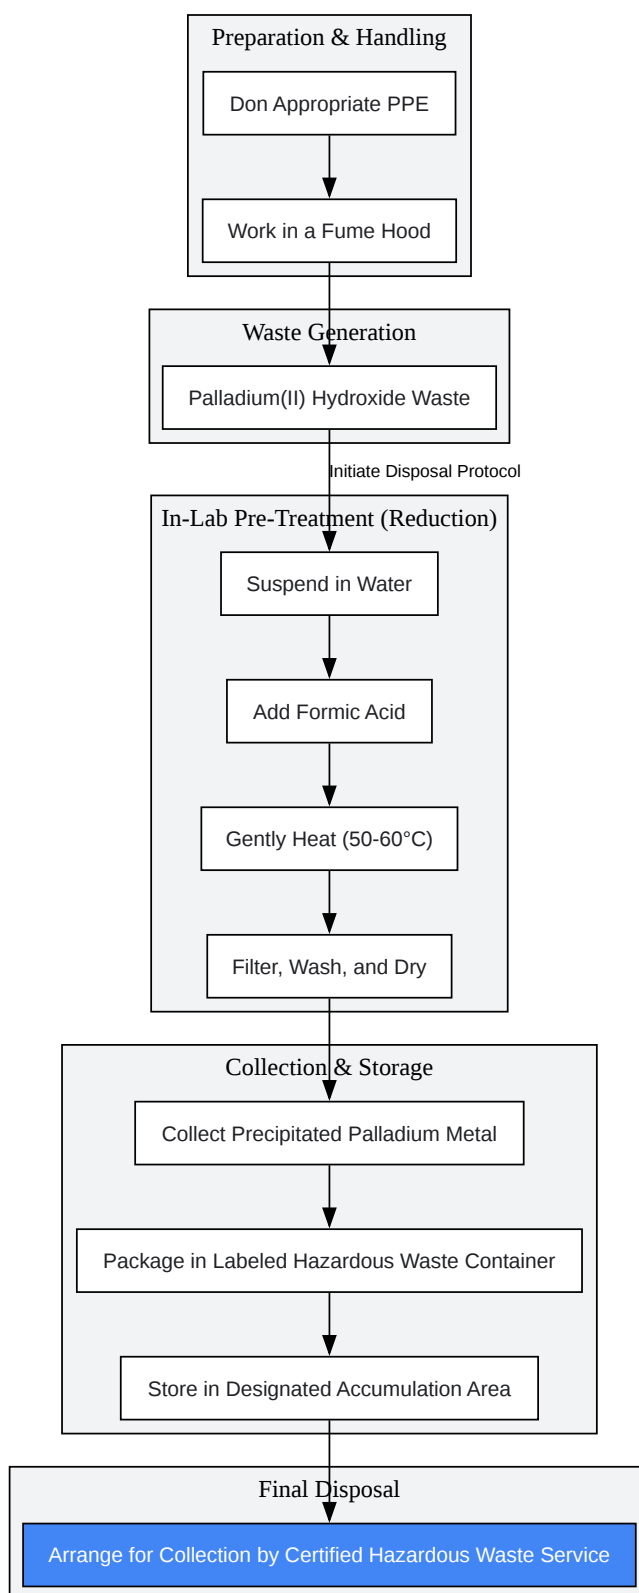 Preparation & Handling
Don Appropriate PPE
Work in a Fume Hood
Waste Generation
Palladium(II) Hydroxide Waste
Initiate Disposal Protocol
In-Lab Pre-Treatment (Reduction)
Suspend in Water
Add Formic Acid
Gently Heat (50-60°C)
Filter, Wash, and Dry
Collection & Storage
Collect Precipitated Palladium Metal
Package in Labeled Hazardous Waste Container
Store in Designated Accumulation Area
Final Disposal
Arrange for Collection by Certified Hazardous Waste Service